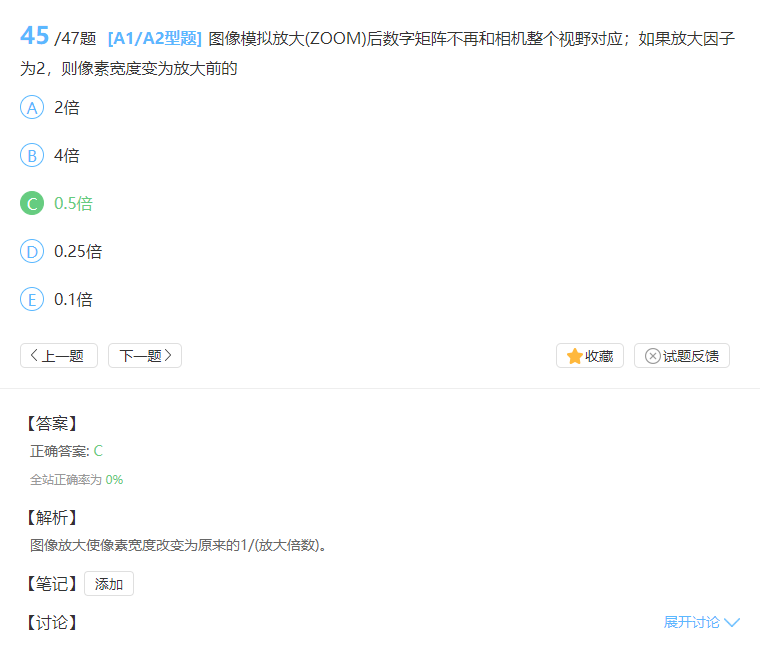 45 /47题 [A1/A2型题] 图像模拟放大(ZOOM)后数字矩阵不再和相机整个视野对应；如果放大因子
为2，则像素宽度变为放大前的
A 2倍
B 4倍
C 0.5倍
D 0.25倍
E 0.1倍
上一题 下一题 收藏 试题反馈
【答案】
正确答案: C
全站正确率为 0%
【解析】
图像放大使像素宽度改变为原来的1/(放大倍数)。
【笔记】 添加
【讨论】 展开讨论